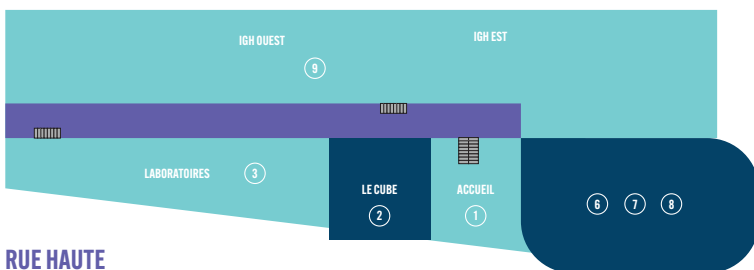 IGH OUEST
IGH EST
9
LABORATOIRES
3
LE CUBE
2
ACCUEIL
1
6 7 8
RUE HAUTE